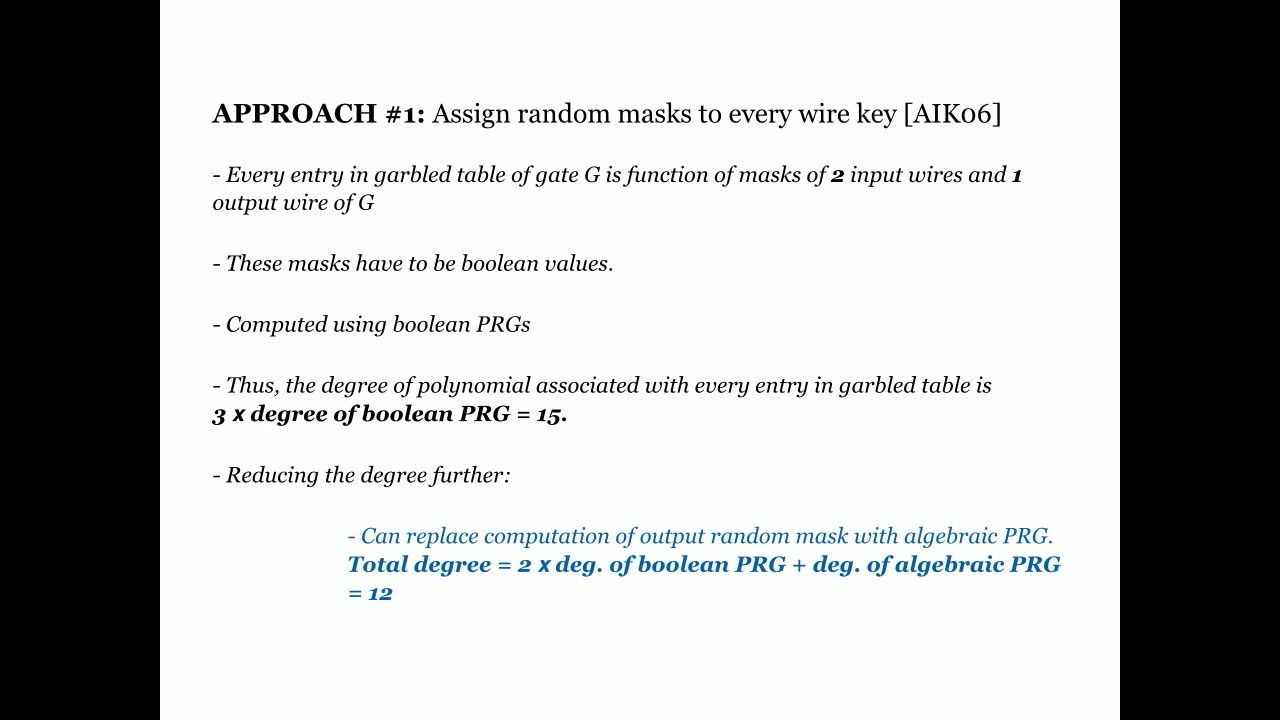 APPROACH #1: Assign random masks to every wire key [AIK06]
- Every entry in garbled table of gate G is function of masks of 2 input wires and 1
output wire of G
- These masks have to be boolean values.
- Computed using boolean PRGs
- Thus, the degree of polynomial associated with every entry in garbled table is
3 x degree of boolean PRG = 15.
- Reducing the degree further:
- Can replace computation of output random mask with algebraic PRG.
Total degree = 2 x deg. of boolean PRG + deg. of algebraic PRG
= 12